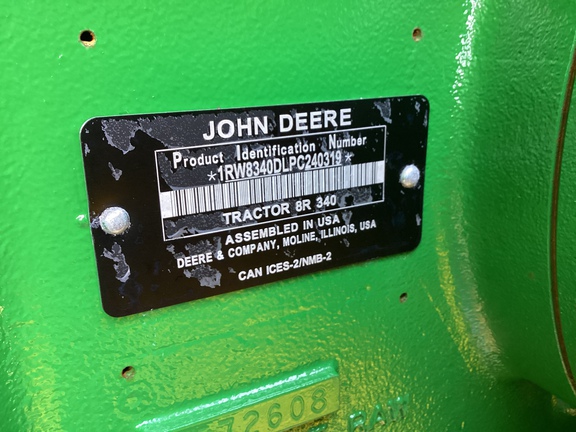 JOHN DEERE
Product Identification Number
*1RW8340DLPC240319*
TRACTOR 8R 340
ASSEMBLED IN USA
DEERE & COMPANY, MOLINE, ILLINOIS, USA
CAN ICES-2/NMB-2
72608